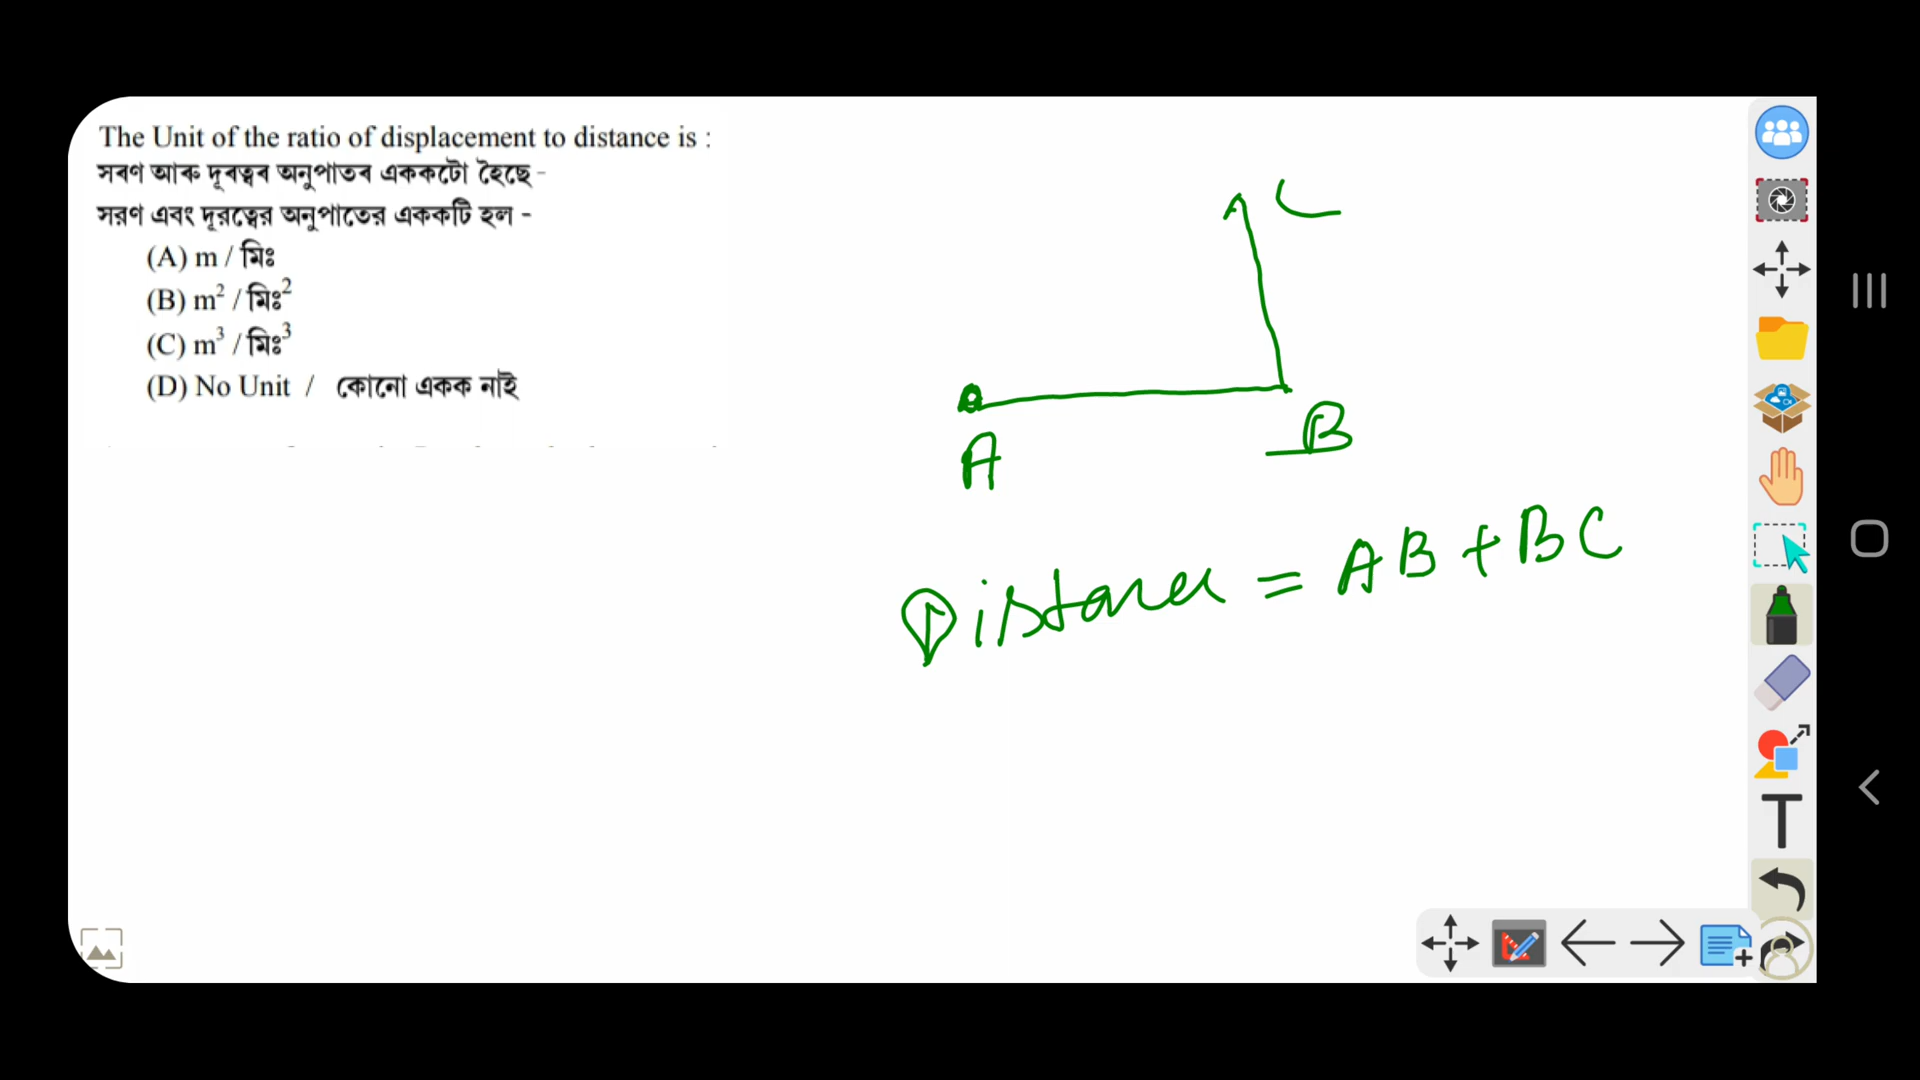 The Unit of the ratio of displacement to distance is :
সৰণ আৰু দূৰত্বৰ অনুপাতৰ এককটো হৈছে -
সরণ এবং দূরত্বের অনুপাতের এককটি হল -
(A) m / মিঃ
(B) m² / মিঃ²
(C) m³ / মিঃ³
(D) No Unit / কোনো একক নাই
C
A
B
Distance = AB + BC
T